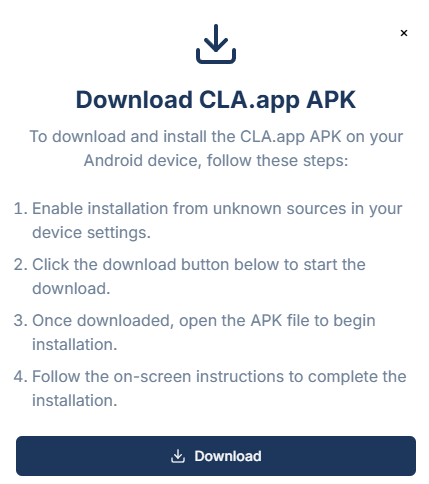 ×
Download CLA.app APK
To download and install the CLA.app APK on your
Android device, follow these steps:
1. Enable installation from unknown sources in your
device settings.
2. Click the download button below to start the
download.
3. Once downloaded, open the APK file to begin
installation.
4. Follow the on-screen instructions to complete the
installation.
Download